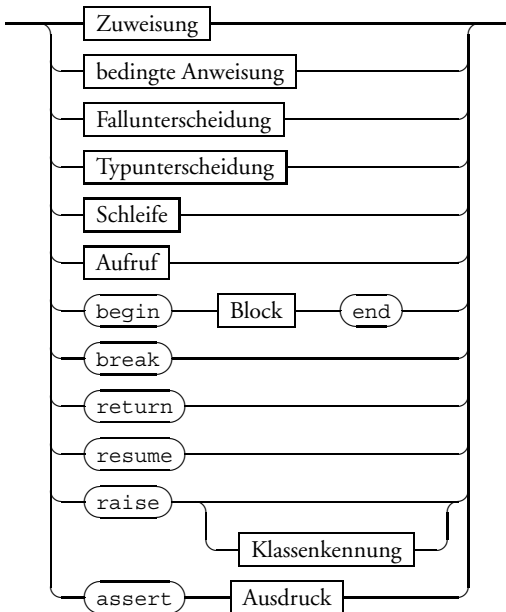 Zuweisung
bedingte Anweisung
Fallunterscheidung
Typunterscheidung
Schleife
Aufruf
begin Block end
break
return
resume
raise
Klassenkennung
assert Ausdruck